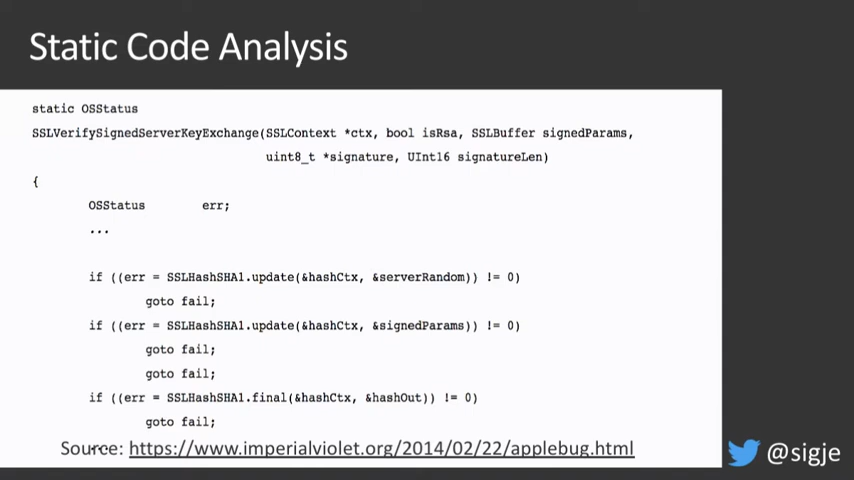 Static Code Analysis
static OSStatus
SSLVerifySignedServerKeyExchange(SSLContext *ctx, bool isRsa, SSLBuffer signedParams,
uint8_t *signature, UInt16 signatureLen)
{
OSStatus err;
...
if ((err = SSLHashSHA1.update(&hashCtx, &serverRandom)) != 0)
goto fail;
if ((err = SSLHashSHA1.update(&hashCtx, &signedParams)) != 0)
goto fail;
goto fail;
if ((err = SSLHashSHA1.final(&hashCtx, &hashOut)) != 0)
goto fail;
Source: https://www.imperialviolet.org/2014/02/22/applebug.html
@sigje